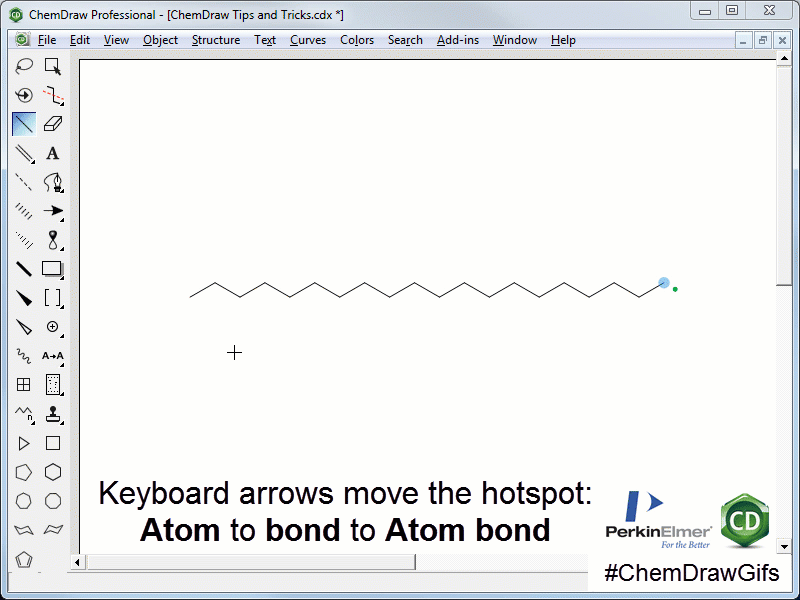 ChemDraw Professional - [ChemDraw Tips and Tricks.cdx *]
File Edit View Object Structure Text Curves Colors Search Add-ins Window Help
A
A→A
n
Keyboard arrows move the hotspot:
Atom to bond to Atom bond
PerkinElmer™
For the Better
CD
#ChemDrawGifs